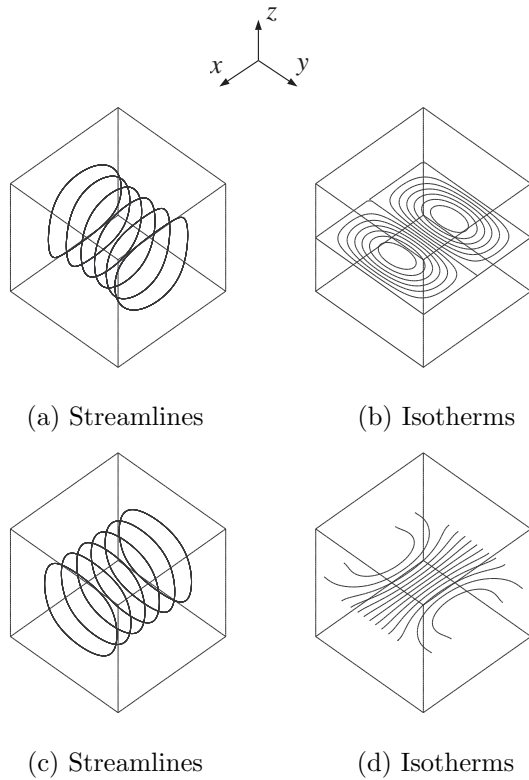 z
x y
(a) Streamlines (b) Isotherms
(c) Streamlines (d) Isotherms